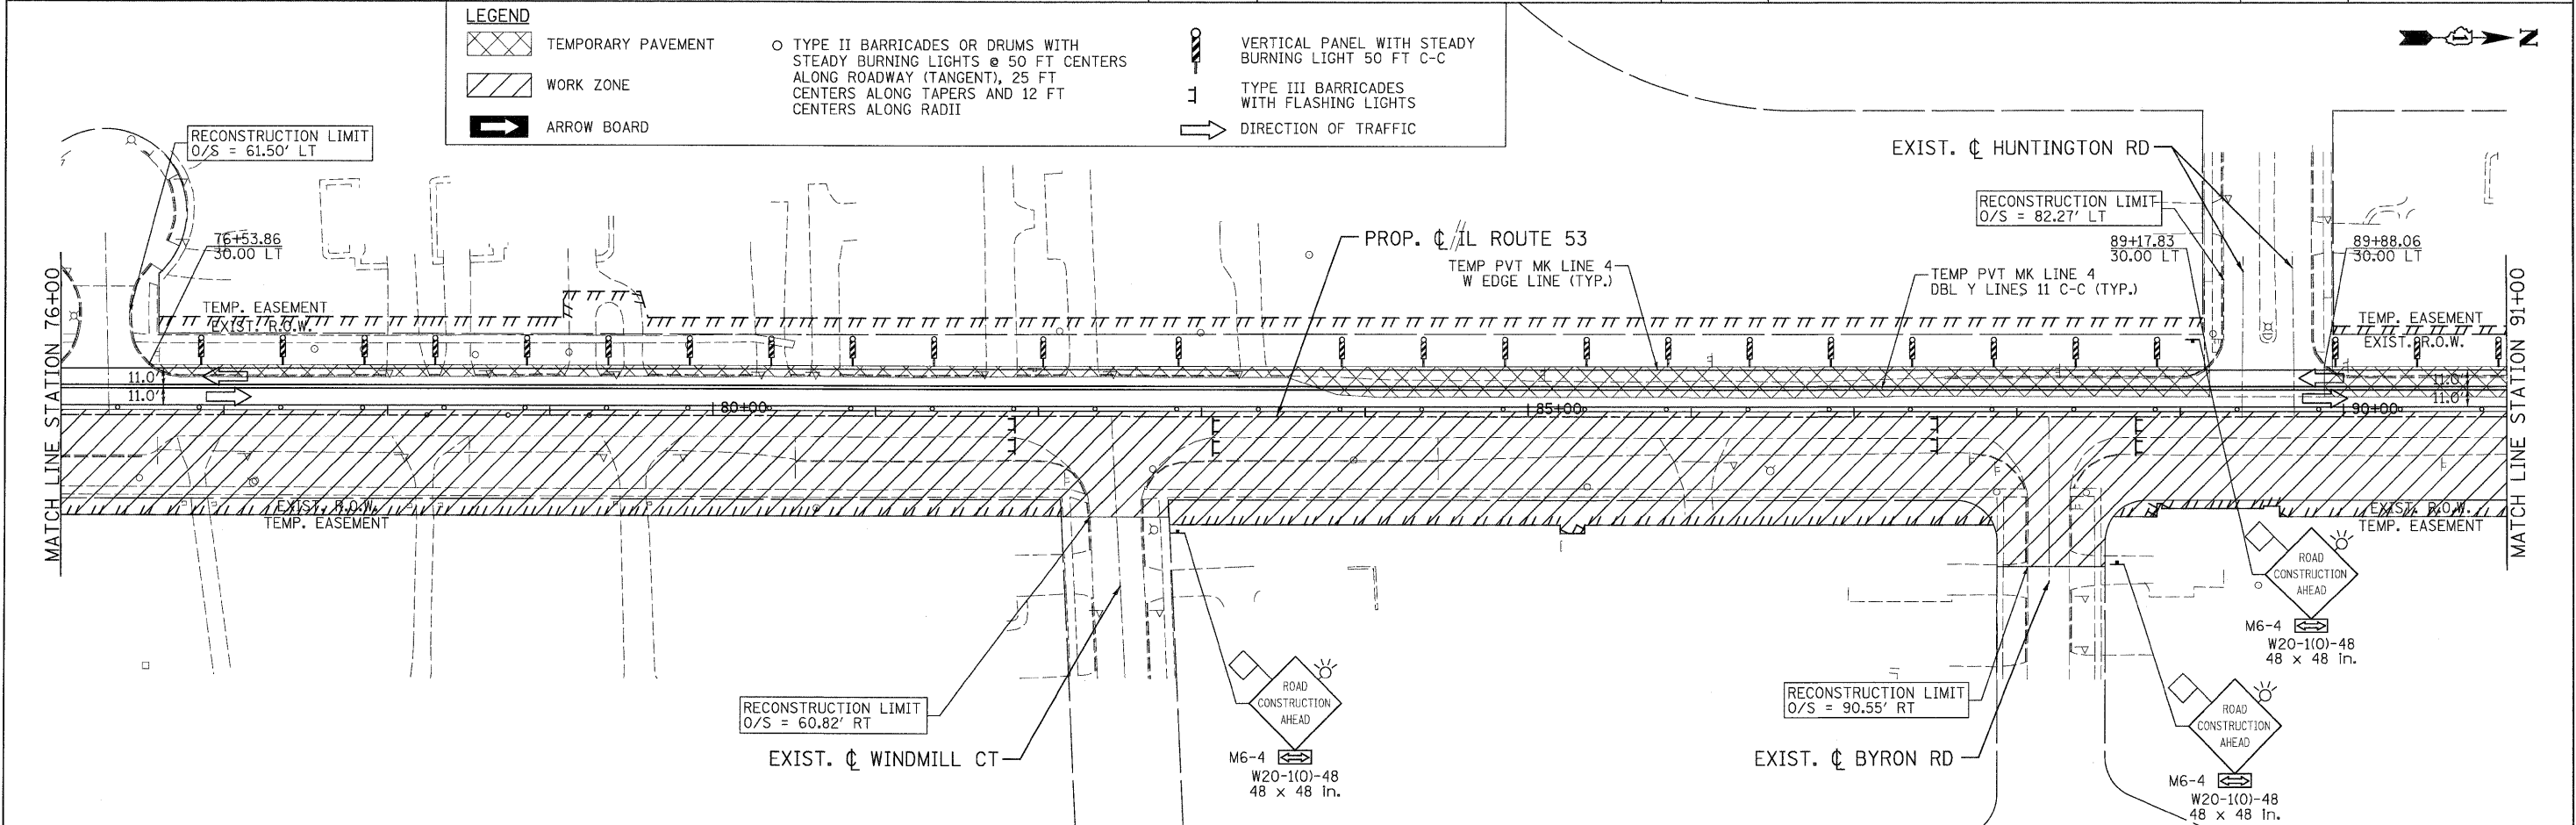 LEGEND
TEMPORARY PAVEMENT
WORK ZONE
ARROW BOARD
TYPE II BARRICADES OR DRUMS WITH
STEADY BURNING LIGHTS @ 50 FT CENTERS
ALONG ROADWAY (TANGENT), 25 FT
CENTERS ALONG TAPERS AND 12 FT
CENTERS ALONG RADII
VERTICAL PANEL WITH STEADY
BURNING LIGHT 50 FT C-C
TYPE III BARRICADES
WITH FLASHING LIGHTS
DIRECTION OF TRAFFIC
N
RECONSTRUCTION LIMIT
O/S = 61.50' LT
76+53.86
30.00 LT
TEMP. EASEMENT
EXIST. R.O.W.
MATCH LINE STATION 76+00
11.0'
11.0'
PROP. ℄ IL ROUTE 53
TEMP PVT MK LINE 4
W EDGE LINE (TYP.)
TEMP PVT MK LINE 4
DBL Y LINES 11 C-C (TYP.)
EXIST. ℄ HUNTINGTON RD
RECONSTRUCTION LIMIT
O/S = 82.27' LT
89+17.83
30.00 LT
89+88.06
30.00 LT
TEMP. EASEMENT
EXIST. R.O.W.
11.0'
11.0'
MATCH LINE STATION 91+00
80+00
85+00
90+00
EXIST. R.O.W.
TEMP. EASEMENT
EXIST. R.O.W.
TEMP. EASEMENT
RECONSTRUCTION LIMIT
O/S = 60.82' RT
EXIST. ℄ WINDMILL CT
ROAD
CONSTRUCTION
AHEAD
M6-4
W20-1(O)-48
48 x 48 in.
RECONSTRUCTION LIMIT
O/S = 90.55' RT
EXIST. ℄ BYRON RD
ROAD
CONSTRUCTION
AHEAD
M6-4
W20-1(O)-48
48 x 48 in.
ROAD
CONSTRUCTION
AHEAD
M6-4
W20-1(O)-48
48 x 48 in.